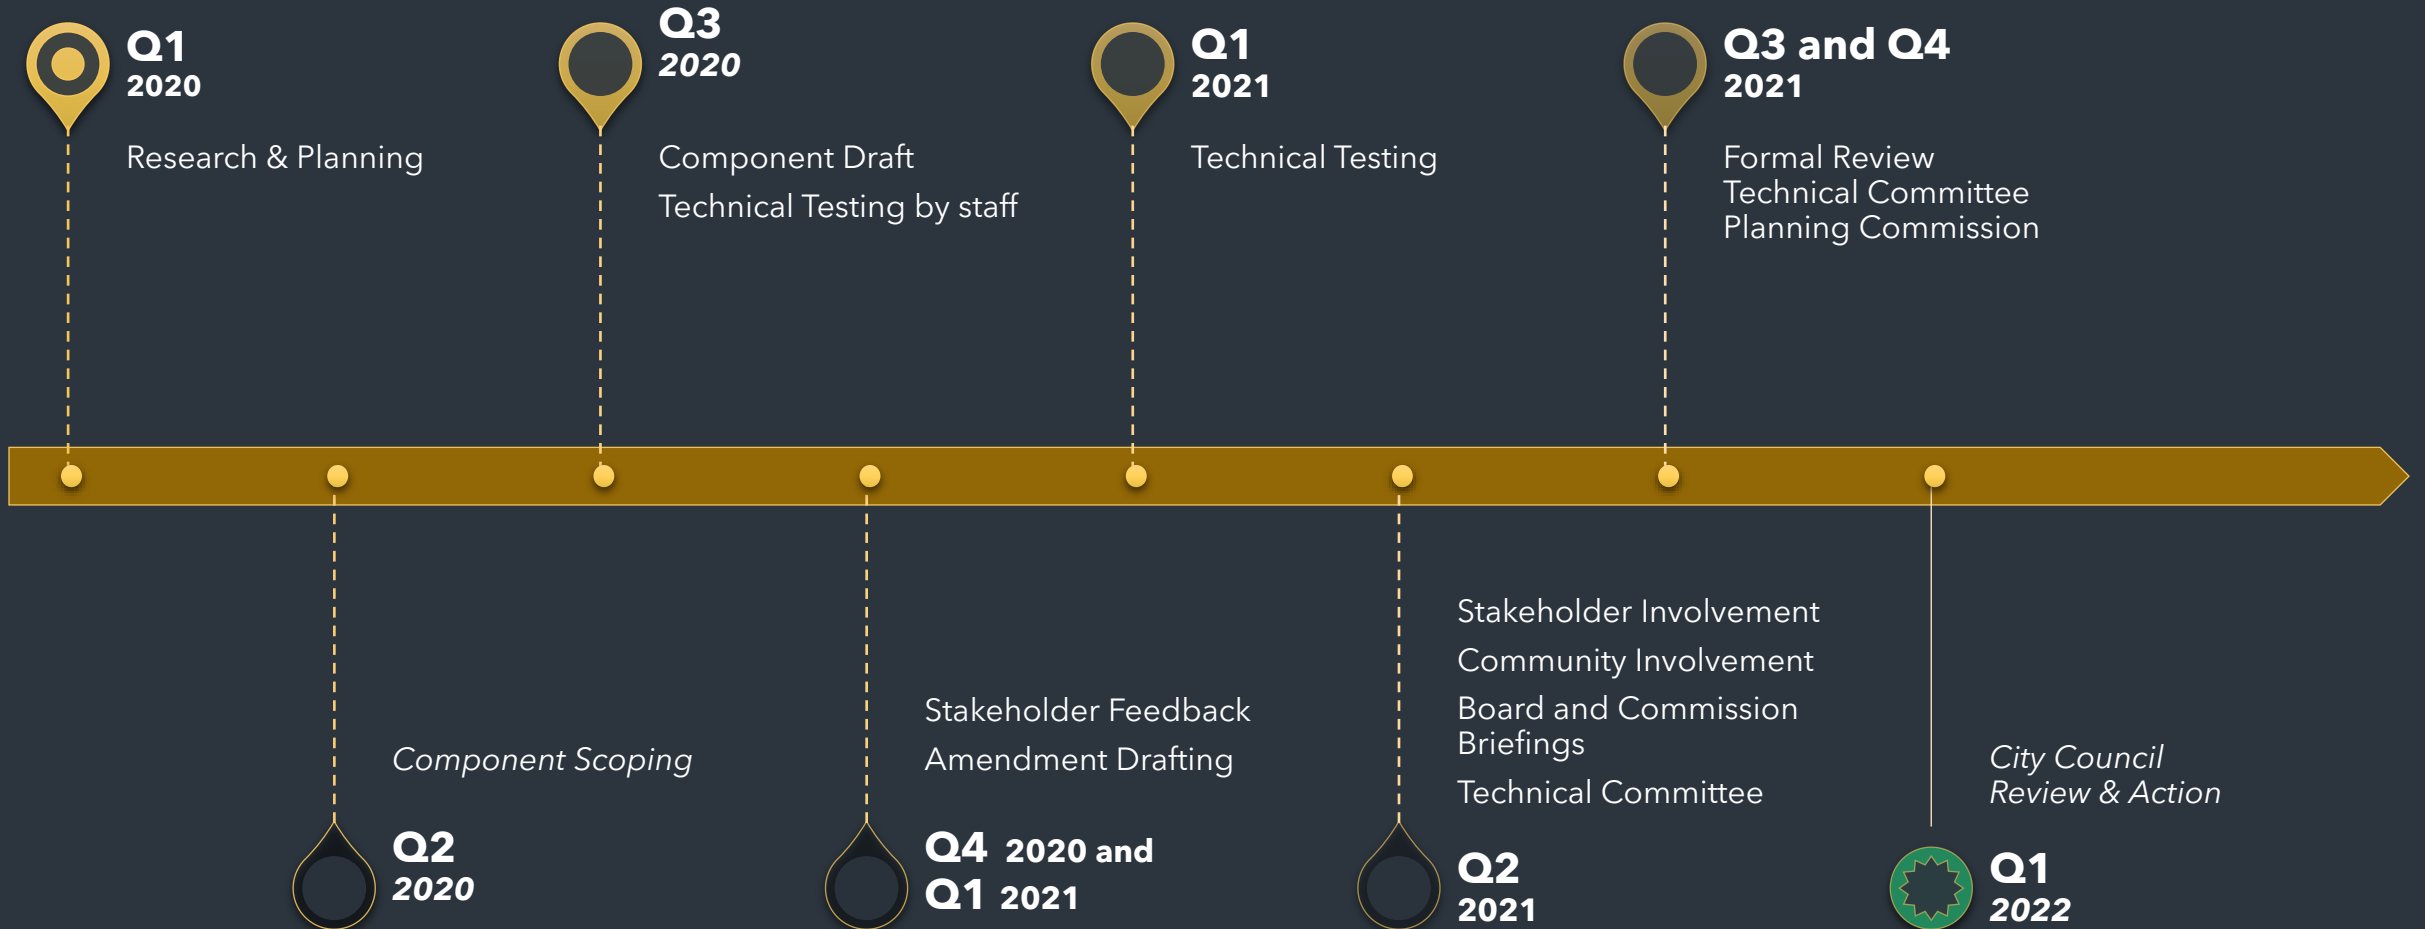 Q1
2020
Research & Planning
Q3
2020
Component Draft
Technical Testing by staff
Q1
2021
Technical Testing
Q3 and Q4
2021
Formal Review
Technical Committee
Planning Commission
Component Scoping
Q2
2020
Stakeholder Feedback
Amendment Drafting
Q4 2020 and
Q1 2021
Stakeholder Involvement
Community Involvement
Board and Commission
Briefings
Technical Committee
Q2
2021
City Council
Review & Action
Q1
2022